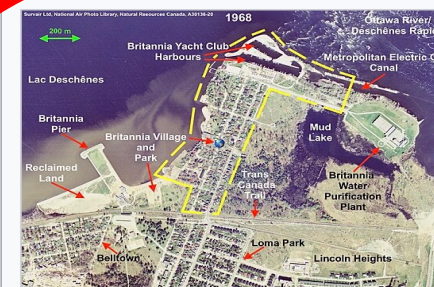 Survair Ltd, National Air Photo Library, Natural Resources Canada, A30136-20
1968
Ottawa River/
Deschênes Rapids
200 m
Britannia Yacht Club
Harbours
Metropolitan Electric
Canal
Lac Deschênes
Britannia
Pier
Britannia Village
and
Park
Mud
Lake
Reclaimed
Land
Trans
Canada
Trail
Britannia
Water
Purification
Plant
Belltown
Loma Park
Lincoln Heights